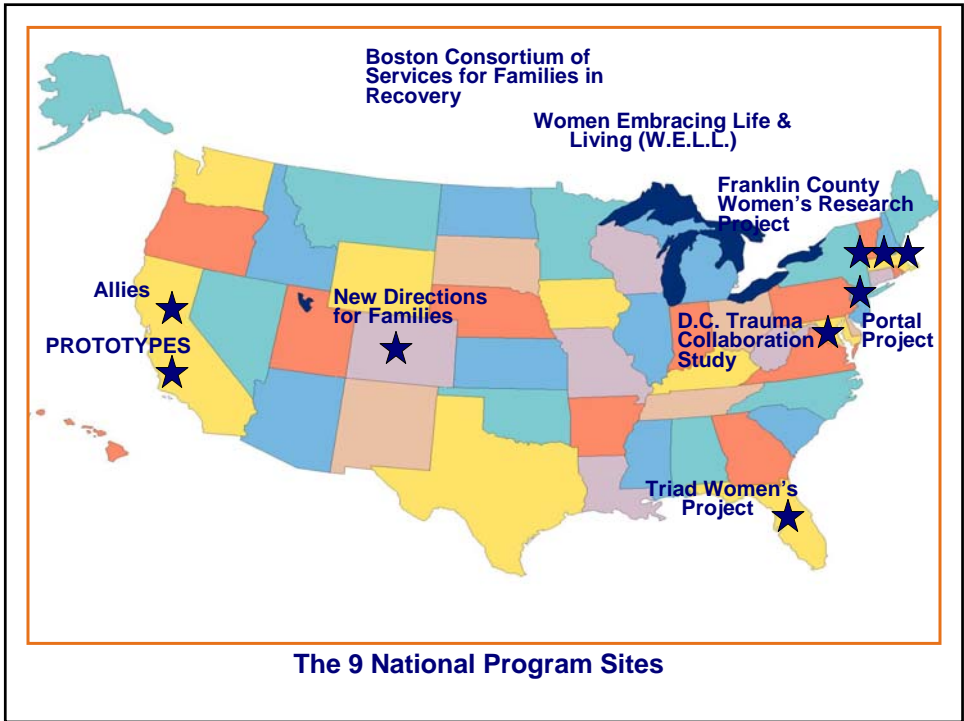 Boston Consortium of
Services for Families in
Recovery
Women Embracing Life &
Living (W.E.L.L.)
Franklin County
Women's Research
Project
Allies
PROTOTYPES
New Directions
for Families
D.C. Trauma
Collaboration
Study
Portal
Project
Triad Women's
Project
The 9 National Program Sites